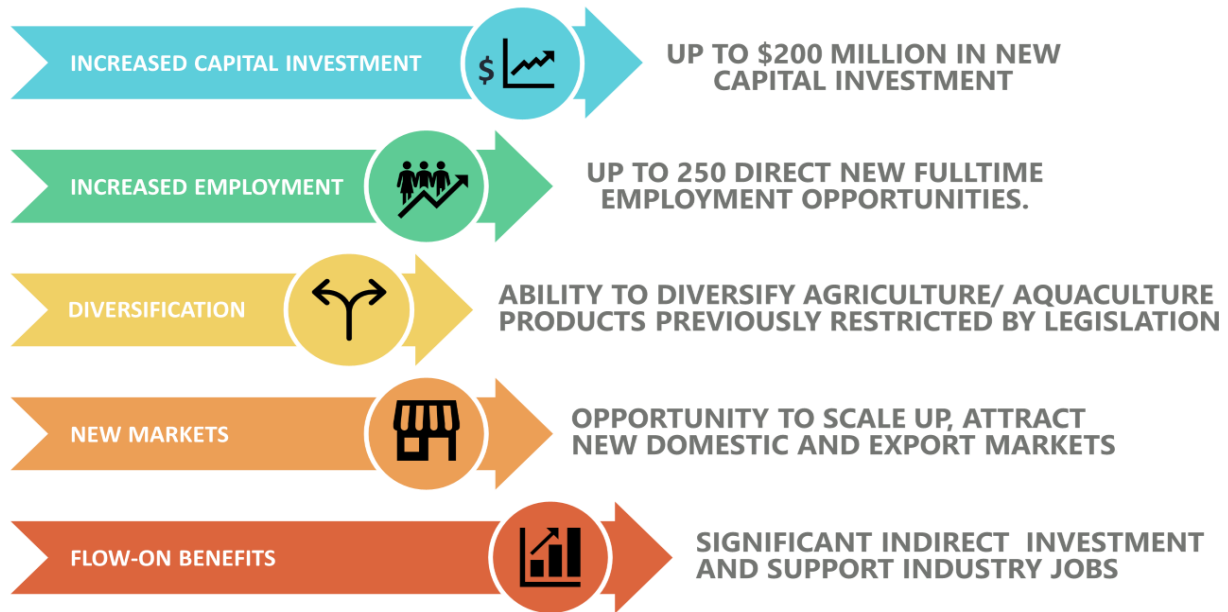 INCREASED CAPITAL INVESTMENT
$
UP TO $200 MILLION IN NEW
CAPITAL INVESTMENT
INCREASED EMPLOYMENT
UP TO 250 DIRECT NEW FULLTIME
EMPLOYMENT OPPORTUNITIES.
DIVERSIFICATION
ABILITY TO DIVERSIFY AGRICULTURE/ AQUACULTURE
PRODUCTS PREVIOUSLY RESTRICTED BY LEGISLATION
NEW MARKETS
OPPORTUNITY TO SCALE UP, ATTRACT
NEW DOMESTIC AND EXPORT MARKETS
FLOW-ON BENEFITS
SIGNIFICANT INDIRECT  INVESTMENT
AND SUPPORT INDUSTRY JOBS